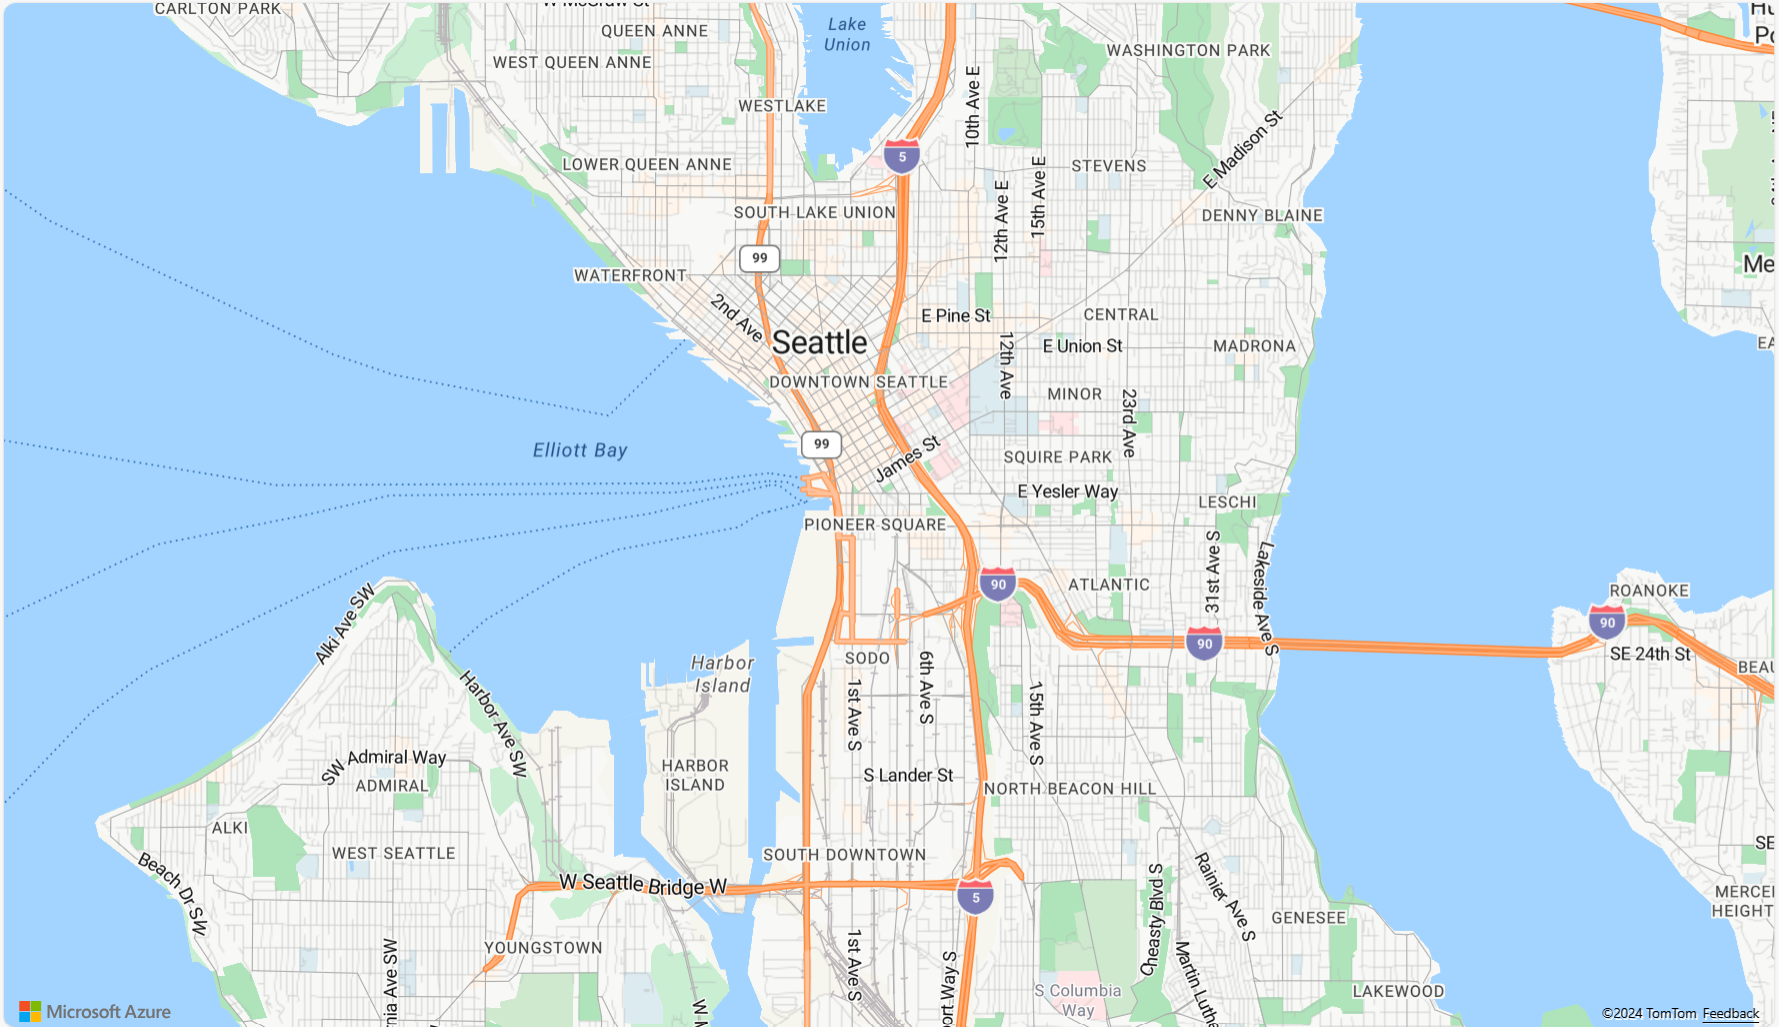 CARLTON PARK
W McGraw St
QUEEN ANNE
WEST QUEEN ANNE
Lake
Union
WASHINGTON PARK
WESTLAKE
10th Ave E
E Madison St
5
LOWER QUEEN ANNE
STEVENS
12th Ave E
15th Ave E
SOUTH LAKE UNION
DENNY BLAINE
99
WATERFRONT
Me
2nd Ave
E Pine St
CENTRAL
Seattle
12th Ave
E Union St
MADRONA
EA
DOWNTOWN SEATTLE
MINOR
23rd Ave
99
Elliott Bay
James St
SQUIRE PARK
E Yesler Way
LESCHI
PIONEER SQUARE
31st Ave S
Lakeside Ave S
90
ATLANTIC
ROANOKE
Alki Ave SW
90
90
SE 24th St
BEAU
SODO
Harbor
Island
6th Ave S
1st Ave S
15th Ave S
Harbor Ave SW
SW Admiral Way
ADMIRAL
HARBOR
ISLAND
S Lander St
NORTH BEACON HILL
ALKI
WEST SEATTLE
SOUTH DOWNTOWN
SE
Beach Dr SW
W Seattle Bridge W
5
Cheasty Blvd S
Rainier Ave S
MERCE
HEIGHT
GENESEE
YOUNGSTOWN
nia Ave SW
1st Ave S
ort Way S
Martin Luthe
S Columbia
Way
LAKEWOOD
Microsoft Azure
©2024 TomTom Feedback